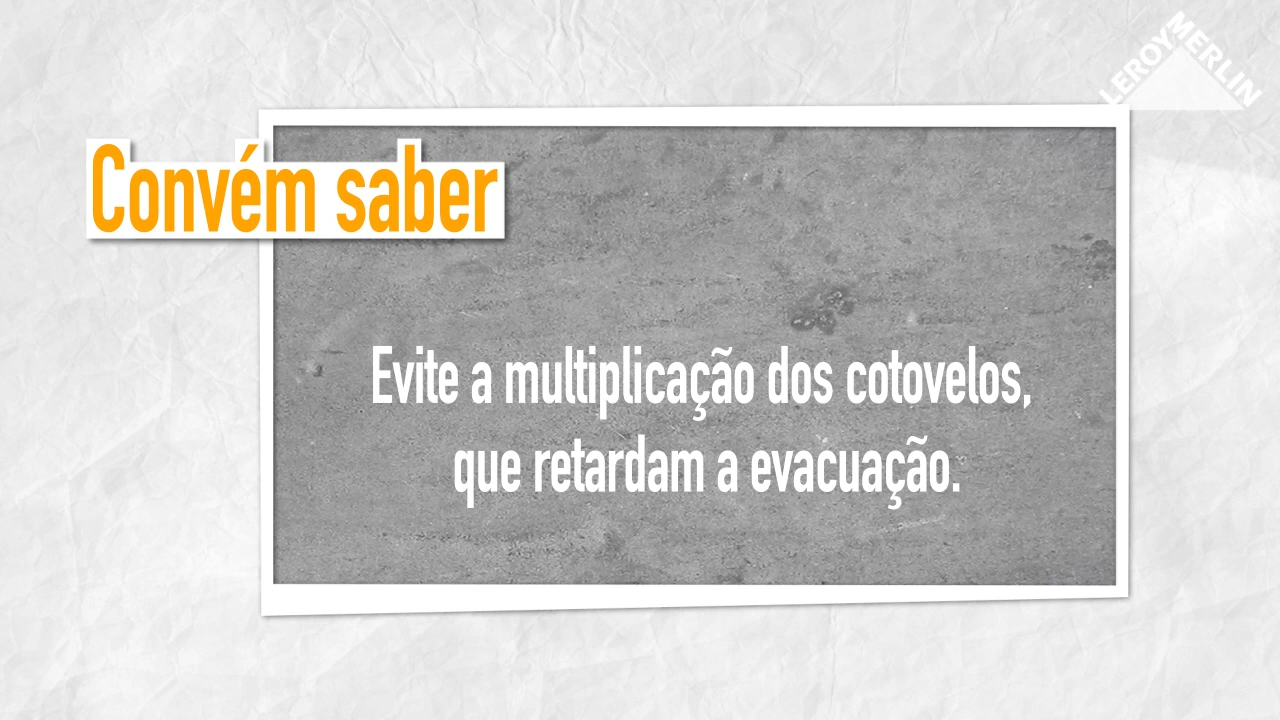 LEROY MERLIN
Convém saber
Evite a multiplicação dos cotovelos,
que retardam a evacuação.